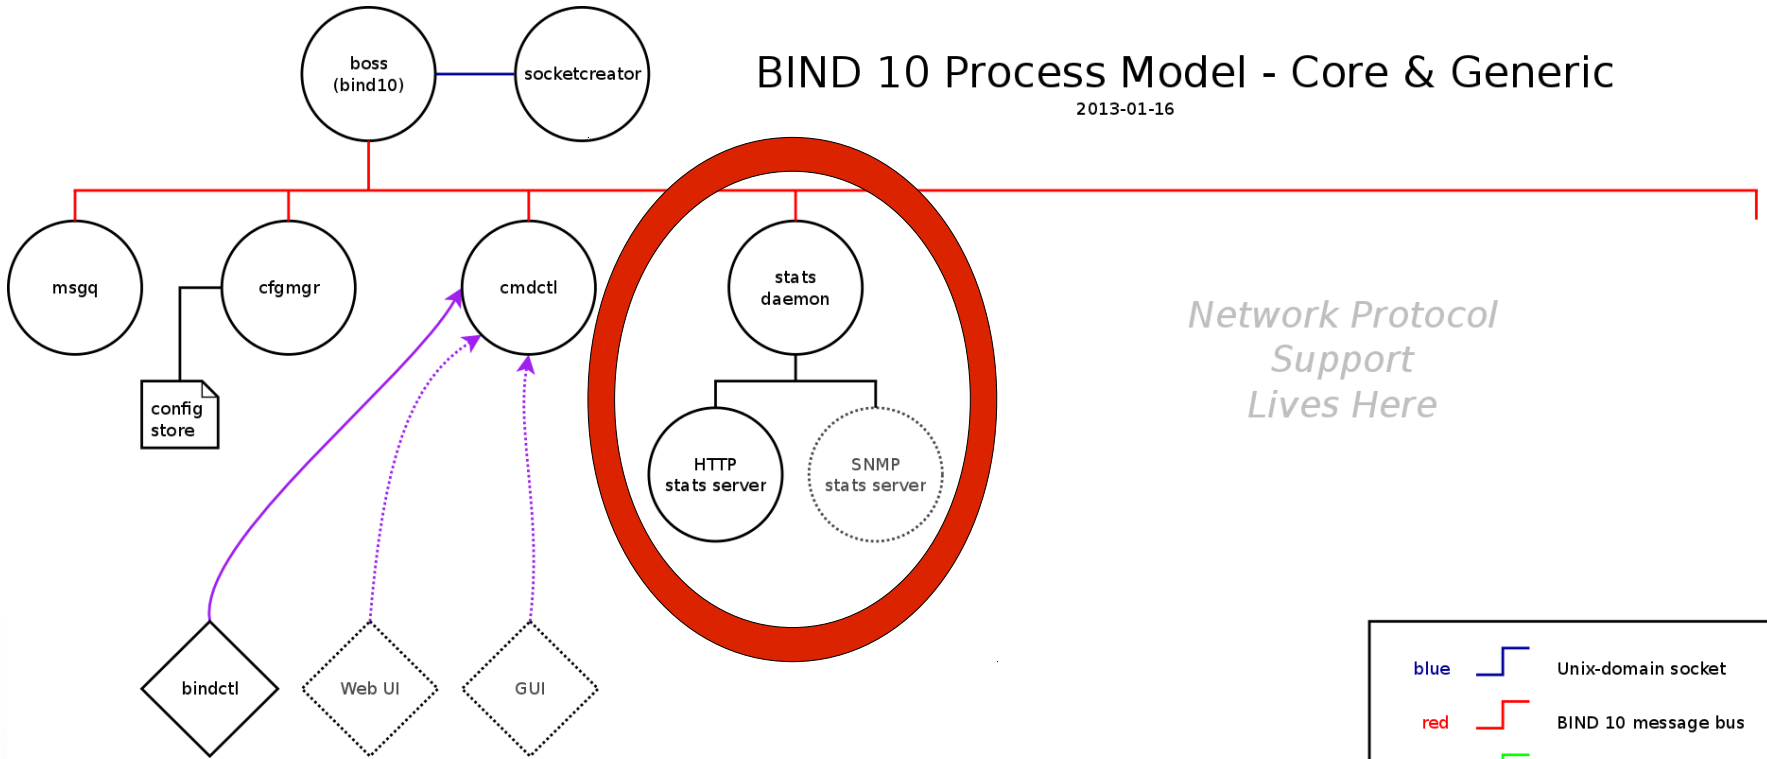 BIND 10 Process Model - Core & Generic
2013-01-16
boss
(bind10)
socketcreator
msgq
cfgmgr
cmdctl
stats
daemon
config
store
HTTP
stats server
SNMP
stats server
Network Protocol
Support
Lives Here
bindctl
Web UI
GUI
blue
Unix-domain socket
red
BIND 10 message bus